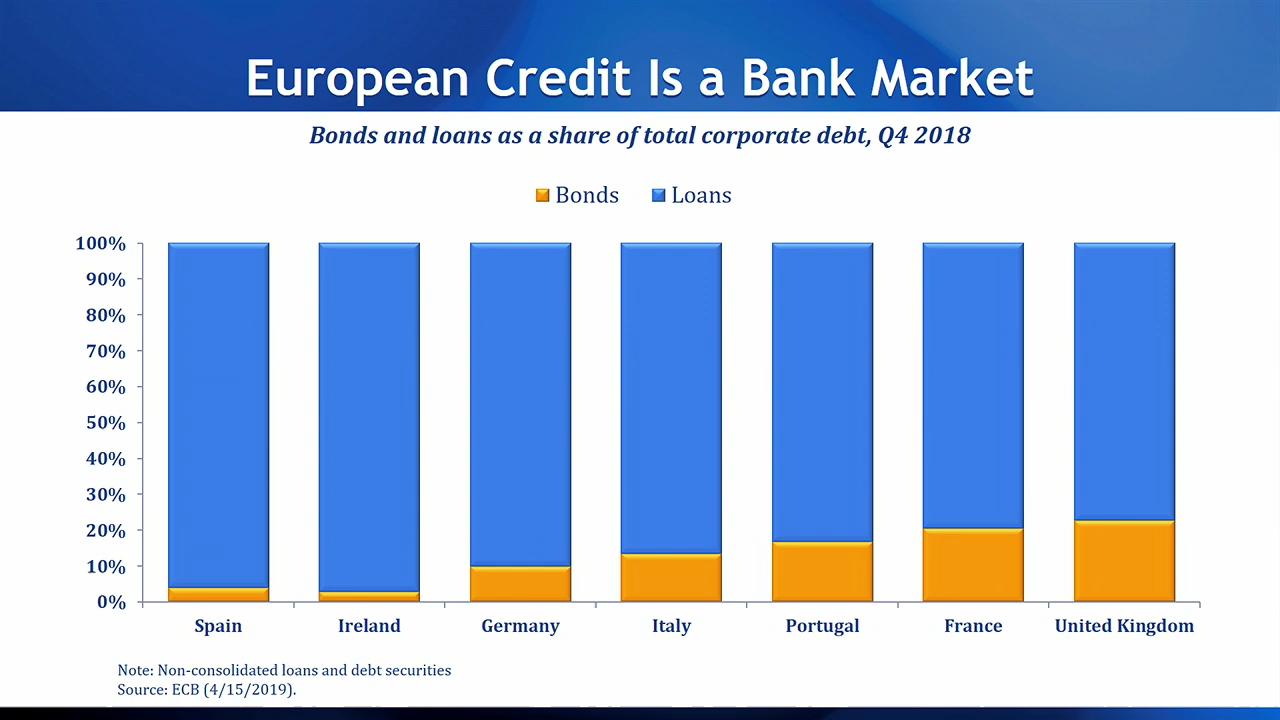 European Credit Is a Bank Market
Bonds and loans as a share of total corporate debt, Q4 2018
Bonds Loans
100%
90%
80%
70%
60%
50%
40%
30%
20%
10%
0%
Spain Ireland Germany Italy Portugal France United Kingdom
Note: Non-consolidated loans and debt securities
Source: ECB (4/15/2019).